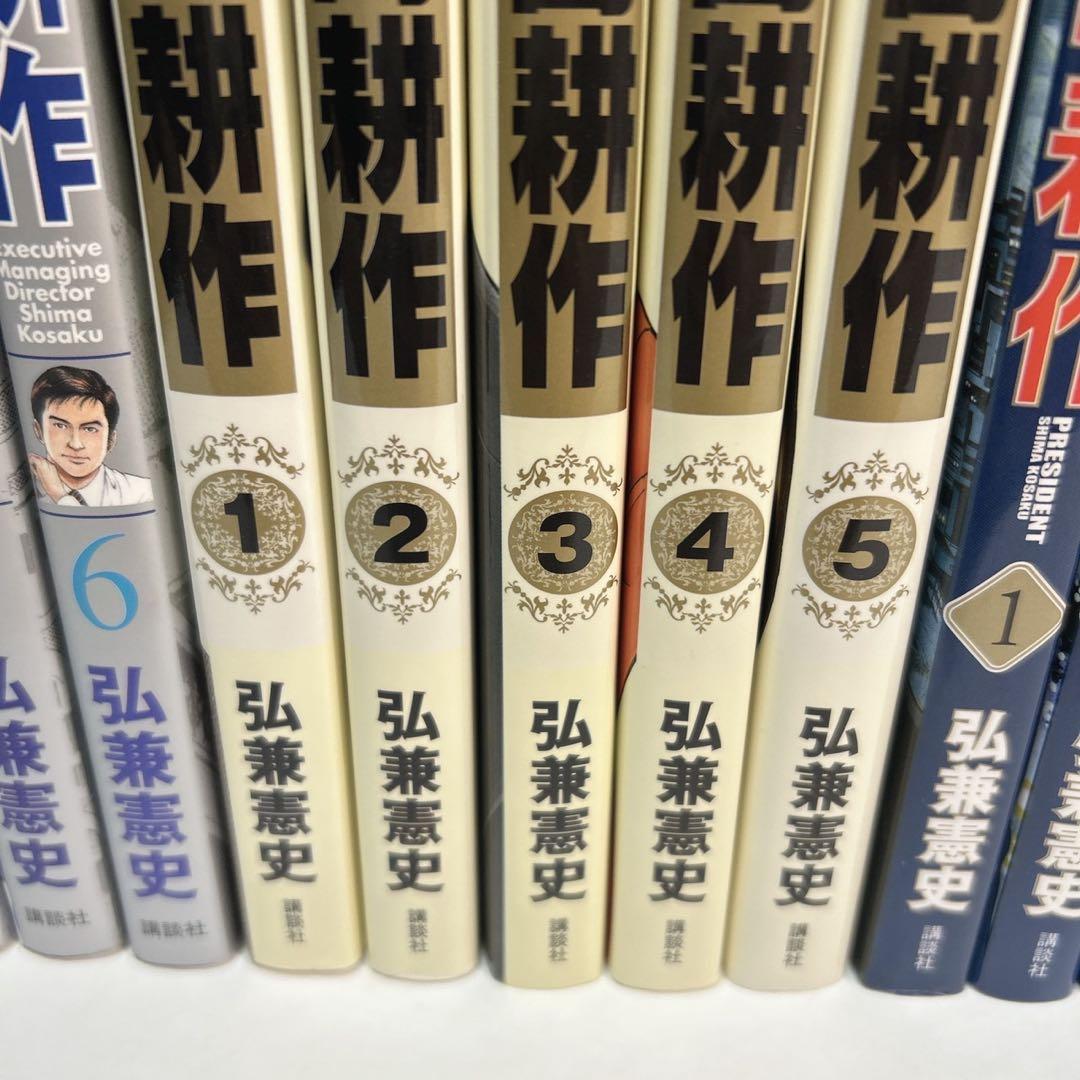 作
Executive
Managing
Director
Shima
Kosaku
6
弘兼憲史
講談社
耕作
1
弘兼憲史
講談社
耕作
2
弘兼憲史
講談社
耕作
3
弘兼憲史
講談社
耕作
4
弘兼憲史
講談社
耕作
5
弘兼憲史
講談社
作
PRESIDENT
SHIMA KOSAKU
1
弘兼憲史
講談社
兼憲史
講談社